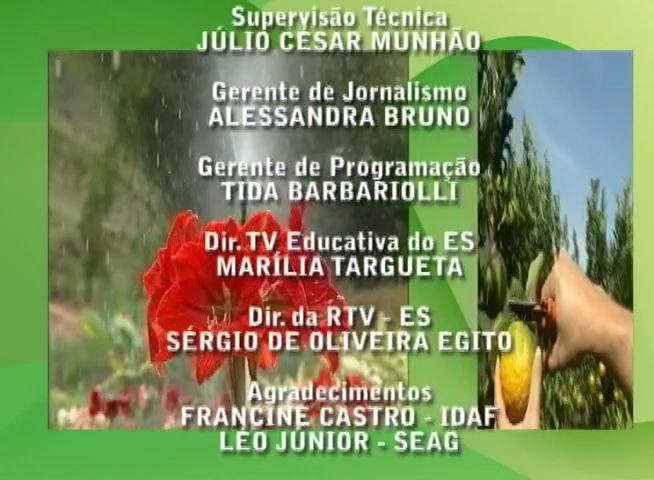 Supervisão Técnica
JÚLIO CÉSAR MUNHÃO
Gerente de Jornalismo
ALESSANDRA BRUNO
Gerente de Programação
TIDA BARBARIOLLI
Dir. TV Educativa do ES
MARÍLIA TARGUETA
Dir. da RTV - ES
SÉRGIO DE OLIVEIRA EGITO
Agradecimentos
FRANCINE CASTRO - IDAF
LÉO JÚNIOR - SEAG